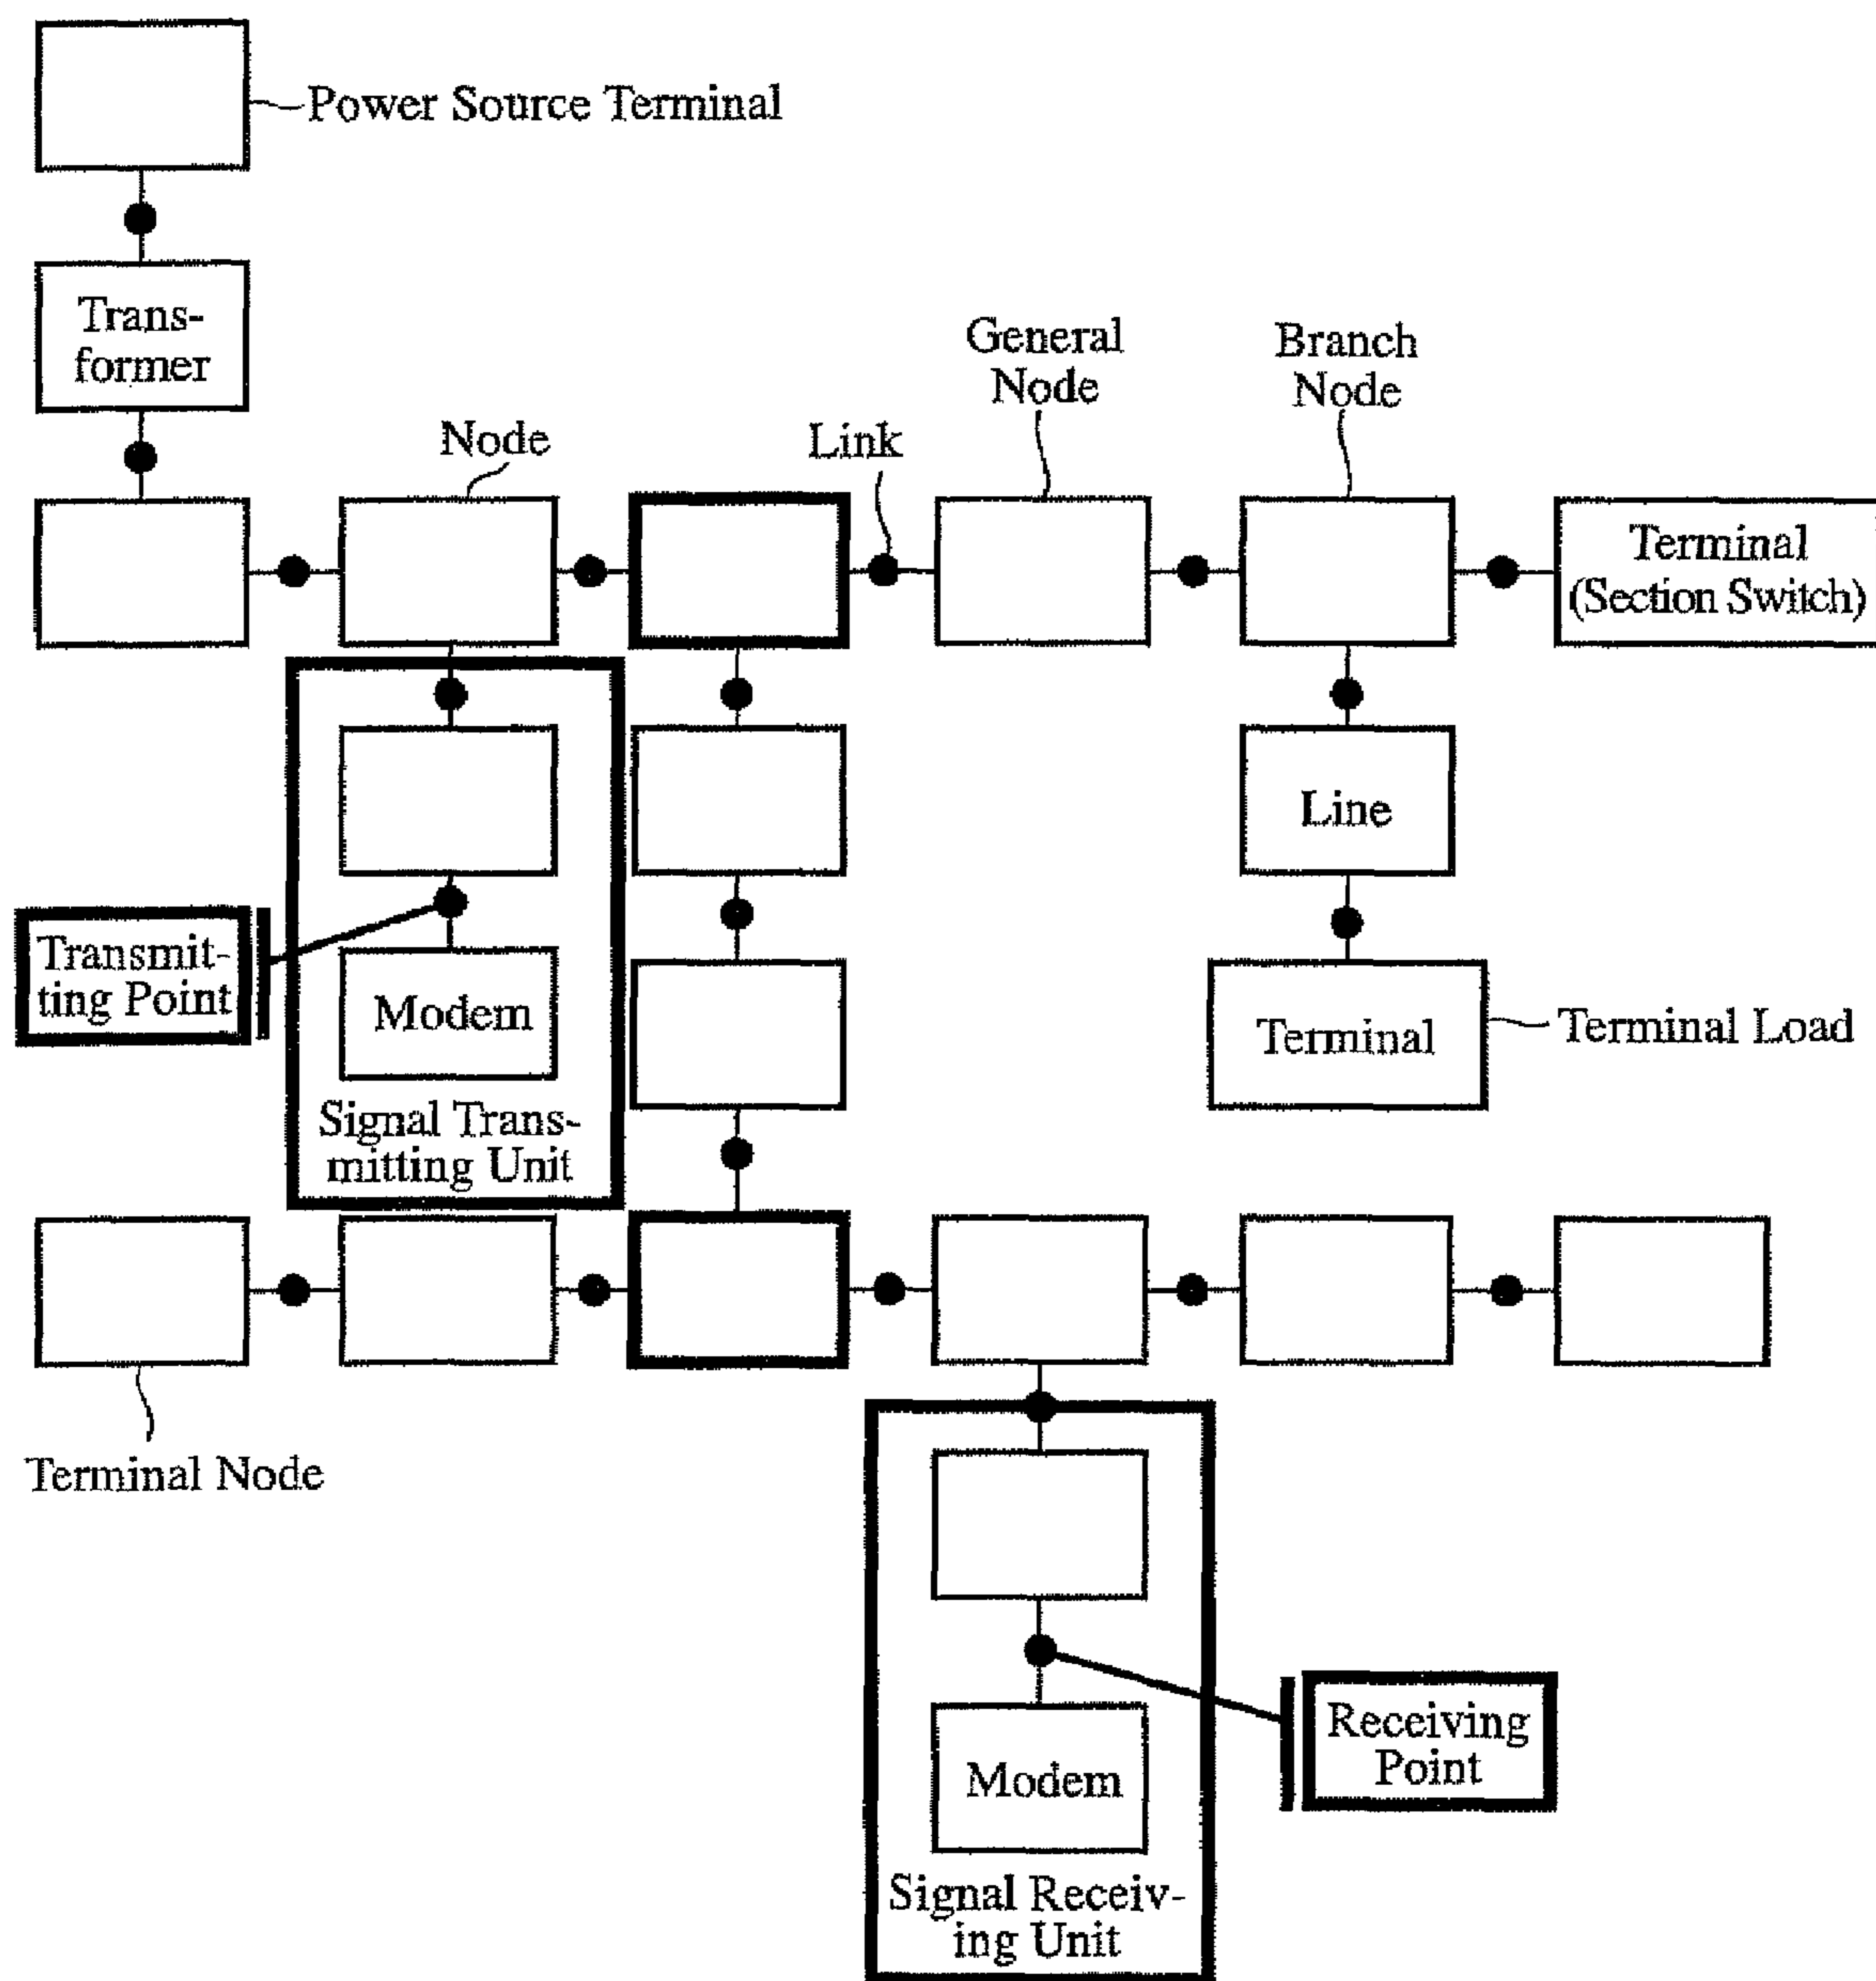 Power Source Terminal
Trans-
former
General
Node
Branch
Node
Node
Link
Terminal
(Section Switch)
Line
Transmit-
ting Point
Modem
Terminal
Terminal Load
Signal Trans-
mitting Unit
Terminal Node
Receiving
Point
Modem
Signal Receiv-
ing Unit